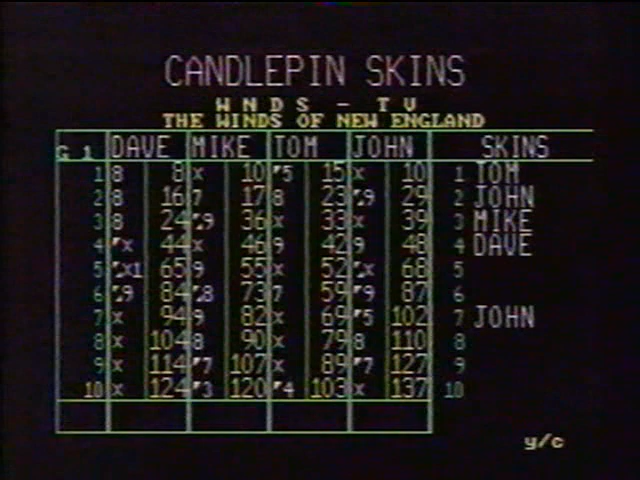 CANDLEPIN SKINS
WNDS - TV
THE WINDS OF NEW ENGLAND
G 1 DAVE MIKE TOM JOHN SKINS
1 8 8 x 10 5 15 x 10 1 TOM
2 8 16 7 17 8 23 9 29 2 JOHN
3 8 24 9 36 x 33 x 39 3 MIKE
4 x 44 x 46 9 42 9 48 4 DAVE
5 x1 65 9 55 x 52 x 68 5
6 9 84 8 73 7 59 9 87 6
7 x 94 9 82 x 69 5 102 7 JOHN
8 x 104 8 90 x 79 8 110 8
9 x 114 7 107 x 89 7 127 9
10 x 124 3 120 4 103 x 137 10
y/c